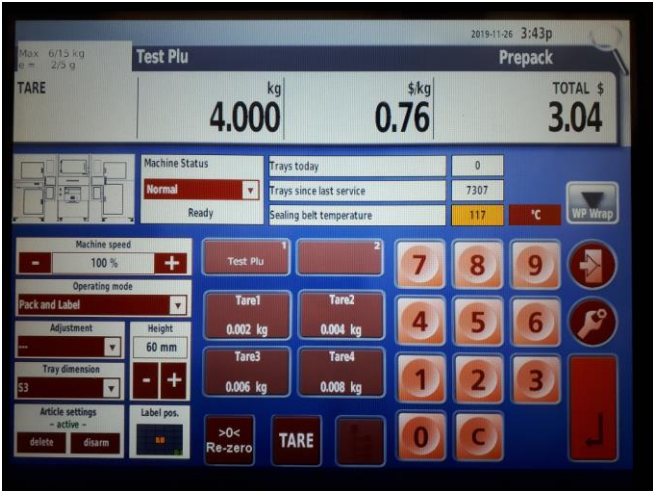 2019-11-26 3:43p
Max 6/15 kg
e = 2/5 g
Test Plu
Prepack
TARE
kg
4.000
$/kg
0.76
TOTAL $
3.04
Machine Status
Normal
Ready
Trays today 0
Trays since last service 7307
Sealing belt temperature 117 °C
WP Wrap
Machine speed
- 100 % +
Operating mode
Pack and Label
Adjustment
---
Height
60 mm
- +
Tray dimension
S3
Article settings
- active -
delete disarm
Label pos.
1
Test Plu
2
Tare1
0.002 kg
Tare2
0.004 kg
Tare3
0.006 kg
Tare4
0.008 kg
>0<
Re-zero
TARE
7 8 9
4 5 6
1 2 3
0 C